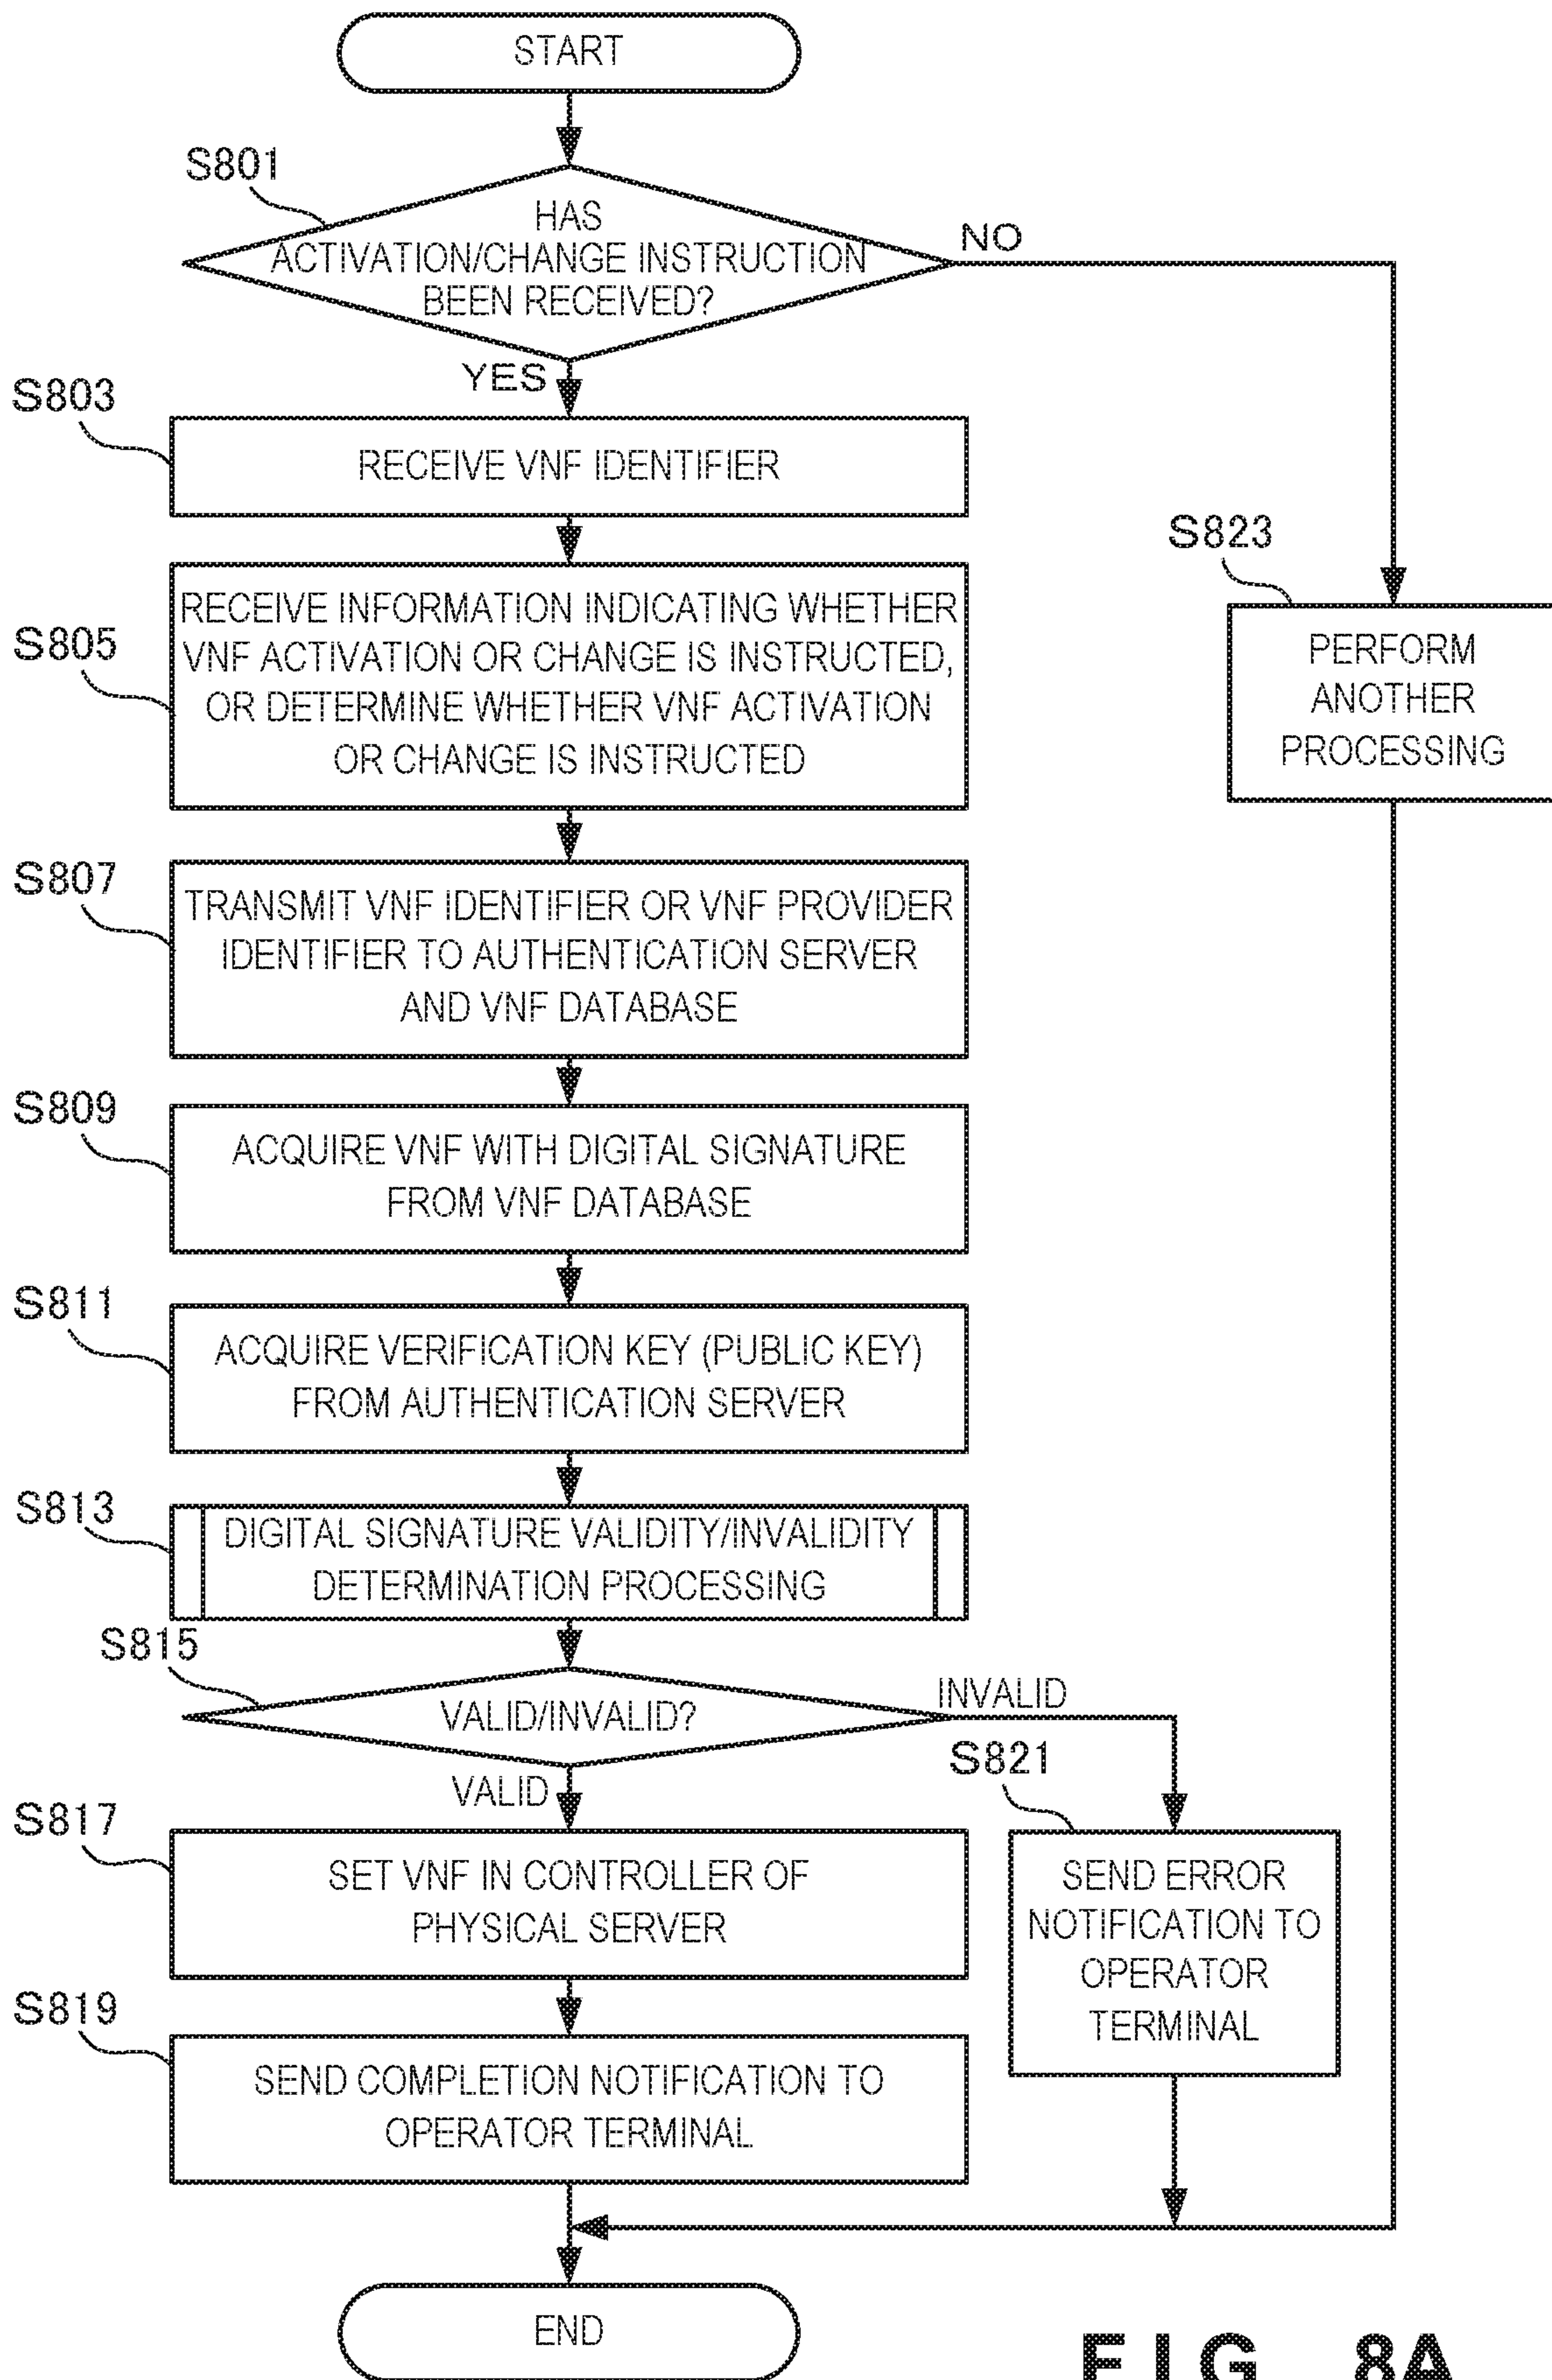 START
S801
HAS
ACTIVATION/CHANGE INSTRUCTION
BEEN RECEIVED?
NO
YES
S803
RECEIVE VNF IDENTIFIER
S805
RECEIVE INFORMATION INDICATING WHETHER
VNF ACTIVATION OR CHANGE IS INSTRUCTED,
OR DETERMINE WHETHER VNF ACTIVATION
OR CHANGE IS INSTRUCTED
S823
PERFORM
ANOTHER
PROCESSING
S807
TRANSMIT VNF IDENTIFIER OR VNF PROVIDER
IDENTIFIER TO AUTHENTICATION SERVER
AND VNF DATABASE
S809
ACQUIRE VNF WITH DIGITAL SIGNATURE
FROM VNF DATABASE
S811
ACQUIRE VERIFICATION KEY (PUBLIC KEY)
FROM AUTHENTICATION SERVER
S813
DIGITAL SIGNATURE VALIDITY/INVALIDITY
DETERMINATION PROCESSING
S815
VALID/INVALID?
INVALID
VALID
S817
SET VNF IN CONTROLLER OF
PHYSICAL SERVER
S821
SEND ERROR
NOTIFICATION TO
OPERATOR
TERMINAL
S819
SEND COMPLETION NOTIFICATION TO
OPERATOR TERMINAL
END
FIG. 8A